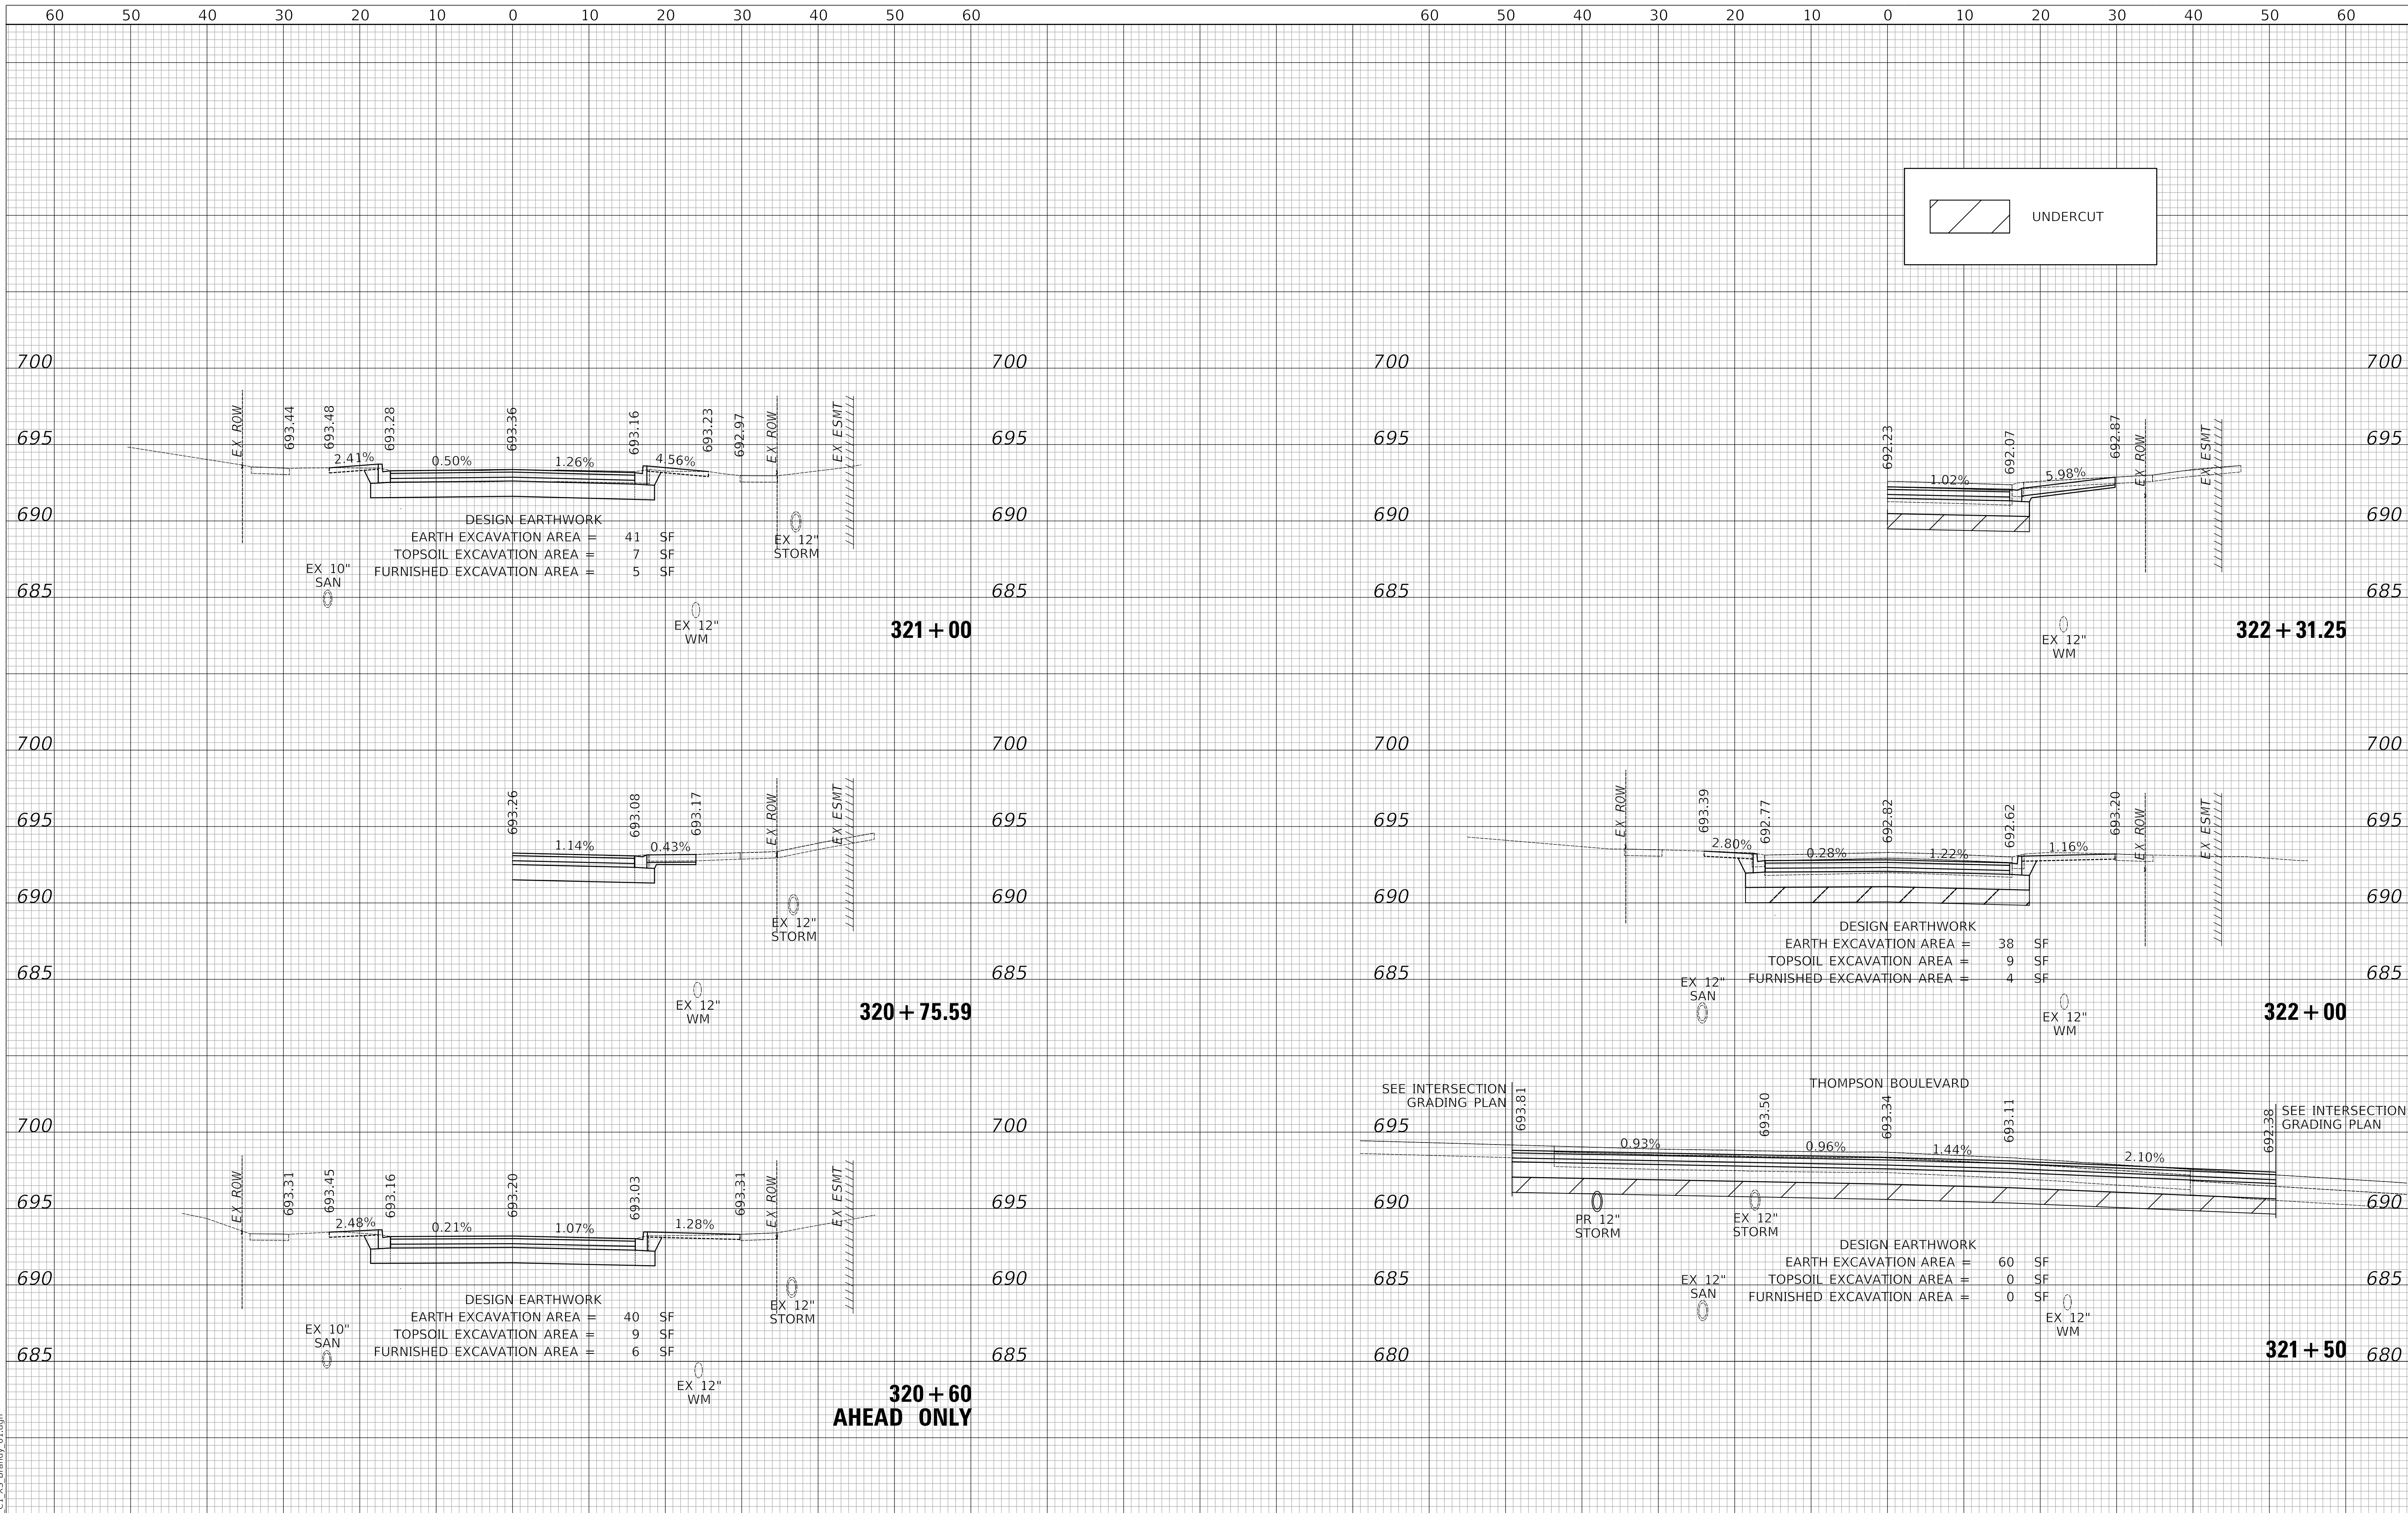 60 50 40 30 20 10 0 10 20 30 40 50 60
60 50 40 30 20 10 0 10 20 30 40 50 60
UNDERCUT
700 700
695 695
690 690
685 685
EX ROW
693.44
693.48
693.28
693.36
693.16
693.23
692.97
EX ROW
EX ESMT
2.41% 0.50% 1.26% 4.56%
DESIGN EARTHWORK
EARTH EXCAVATION AREA = 41 SF
TOPSOIL EXCAVATION AREA = 7 SF
FURNISHED EXCAVATION AREA = 5 SF
EX 10"
SAN
EX 12"
STORM
EX 12"
WM
321+00
700 700
695 695
690 690
685 685
692.23
692.07
692.87
EX ROW
EX ESMT
1.02% 5.98%
EX 12"
WM
322+31.25
700 700
695 695
690 690
685 685
693.26
693.08
693.17
EX ROW
EX ESMT
1.14% 0.43%
EX 12"
STORM
EX 12"
WM
320+75.59
700 700
695 695
690 690
685 685
EX ROW
693.39
692.77
692.82
692.62
693.20
EX ROW
EX ESMT
2.80% 0.28% 1.22% 1.16%
DESIGN EARTHWORK
EARTH EXCAVATION AREA = 38 SF
TOPSOIL EXCAVATION AREA = 9 SF
FURNISHED EXCAVATION AREA = 4 SF
EX 12"
SAN
EX 12"
WM
322+00
700 700
695 695
690 690
685 685
EX ROW
693.31
693.45
693.16
693.20
693.03
693.31
EX ROW
EX ESMT
2.48% 0.21% 1.07% 1.28%
DESIGN EARTHWORK
EARTH EXCAVATION AREA = 40 SF
TOPSOIL EXCAVATION AREA = 9 SF
FURNISHED EXCAVATION AREA = 6 SF
EX 10"
SAN
EX 12"
STORM
EX 12"
WM
320+60
AHEAD ONLY
THOMPSON BOULEVARD
SEE INTERSECTION
GRADING PLAN
693.81
693.50
693.34
693.11
692.38
SEE INTERSECTION
GRADING PLAN
695
690 690
685 685
680 680
0.93% 0.96% 1.44% 2.10%
PR 12"
STORM
EX 12"
STORM
DESIGN EARTHWORK
EARTH EXCAVATION AREA = 60 SF
TOPSOIL EXCAVATION AREA = 0 SF
FURNISHED EXCAVATION AREA = 0 SF
EX 12"
SAN
EX 12"
WM
321+50